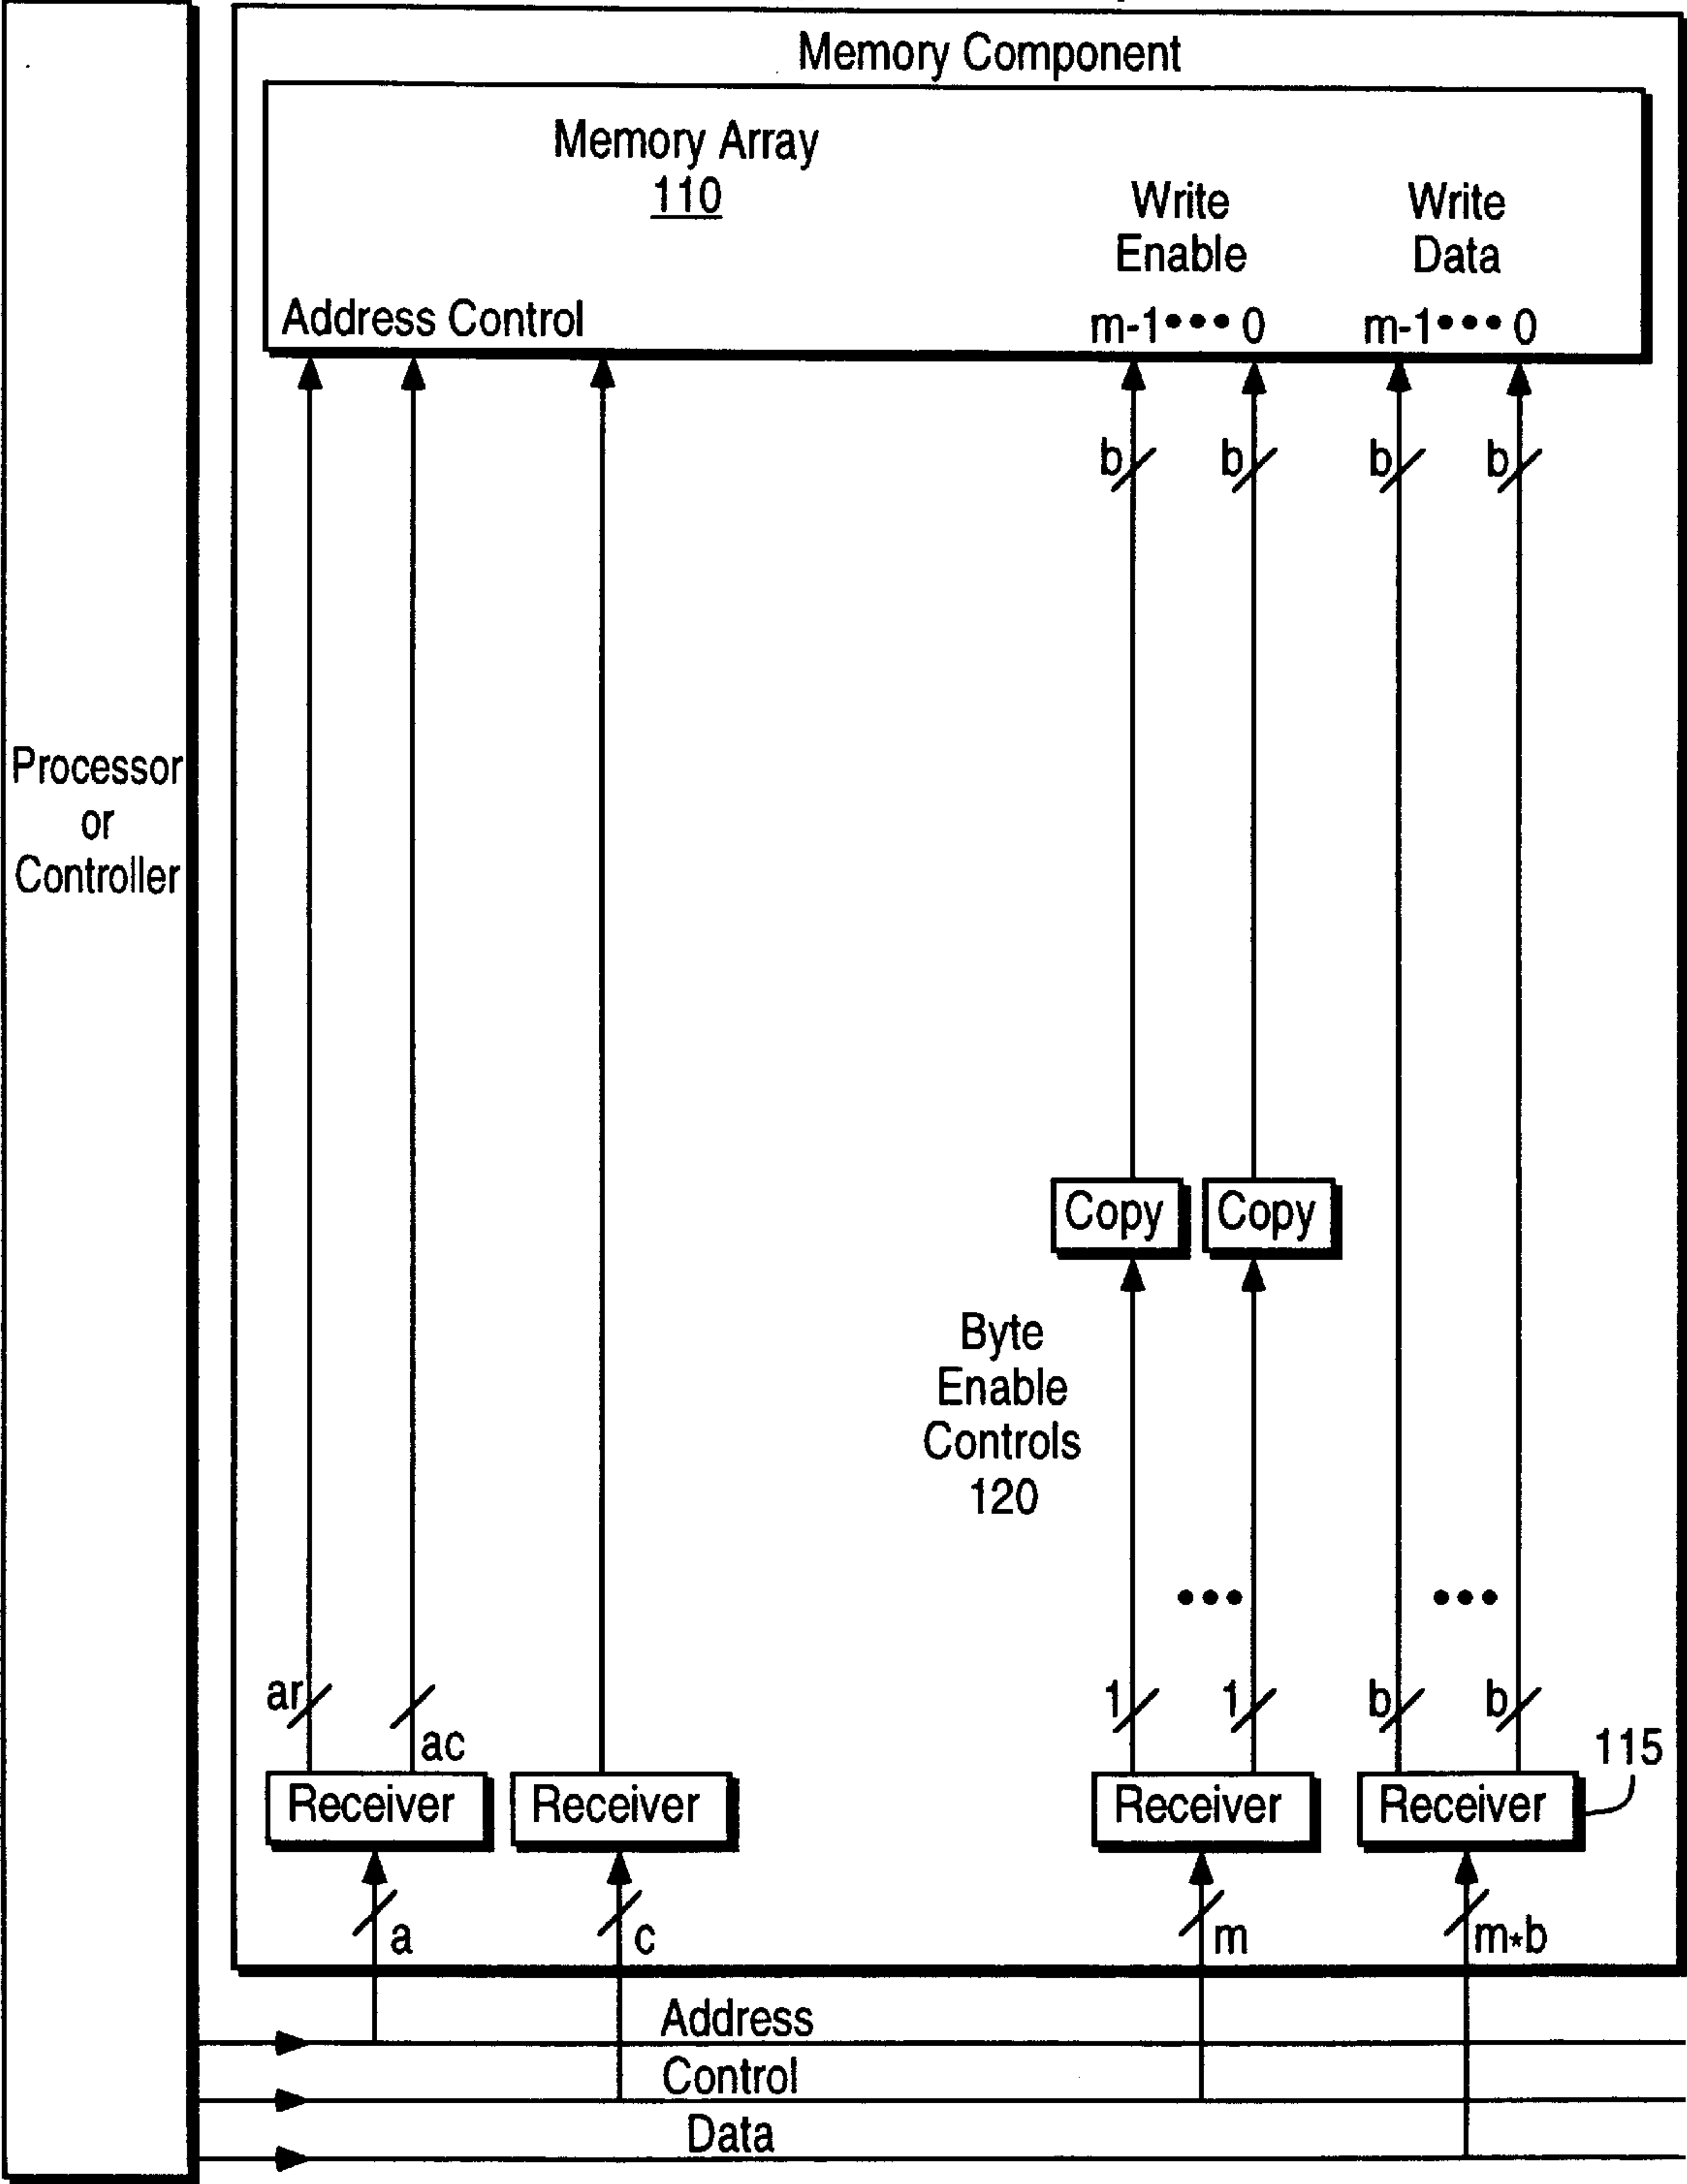 Memory Component
Memory Array
110
Write Enable
Write Data
Address Control
m-1••• 0
m-1••• 0
b
b
b
b
Processor
or
Controller
Copy
Copy
Byte
Enable
Controls
120
•••
•••
ar
ac
1
1
b
b
115
Receiver
Receiver
Receiver
Receiver
a
c
m
m*b
Address
Control
Data